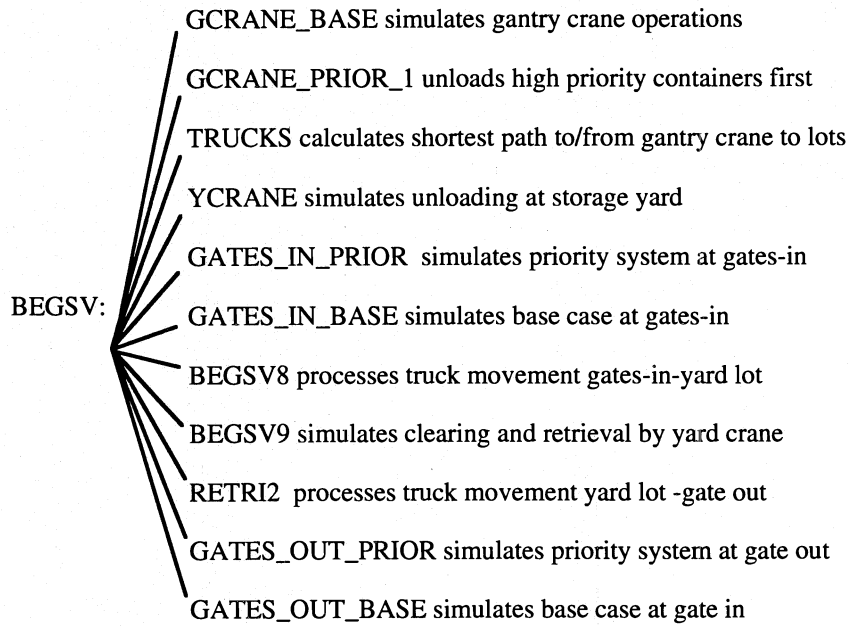 GCRANE_BASE simulates gantry crane operations
GCRANE_PRIOR_1 unloads high priority containers first
TRUCKS calculates shortest path to/from gantry crane to lots
YCRANE simulates unloading at storage yard
GATES_IN_PRIOR simulates priority system at gates-in
BEGSV:
GATES_IN_BASE simulates base case at gates-in
BEGSV8 processes truck movement gates-in-yard lot
BEGSV9 simulates clearing and retrieval by yard crane
RETRI2 processes truck movement yard lot -gate out
GATES_OUT_PRIOR simulates priority system at gate out
GATES_OUT_BASE simulates base case at gate in